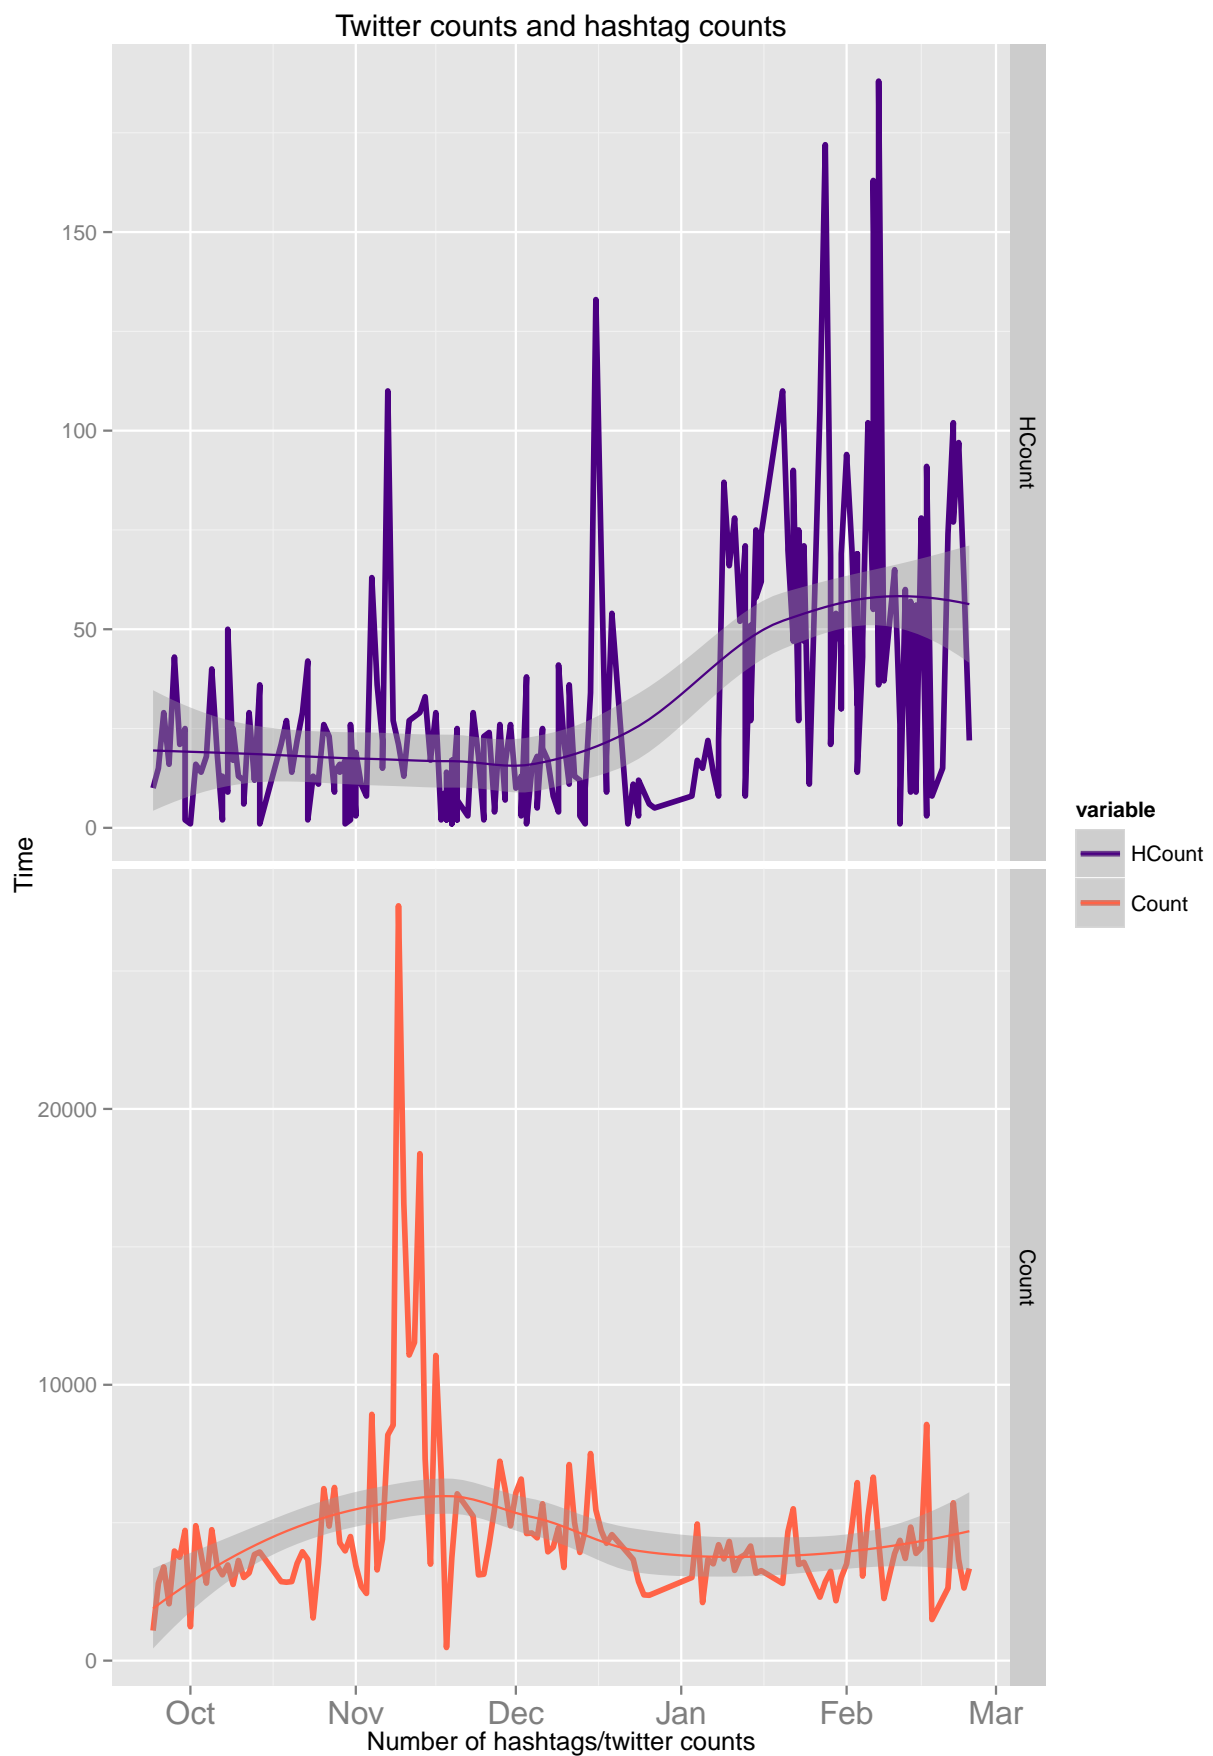 Twitter counts and hashtag counts
150
100
50
0
HCount
Time
20000
10000
0
Count
Oct Nov Dec Jan Feb Mar
Number of hashtags/twitter counts
variable
HCount
Count